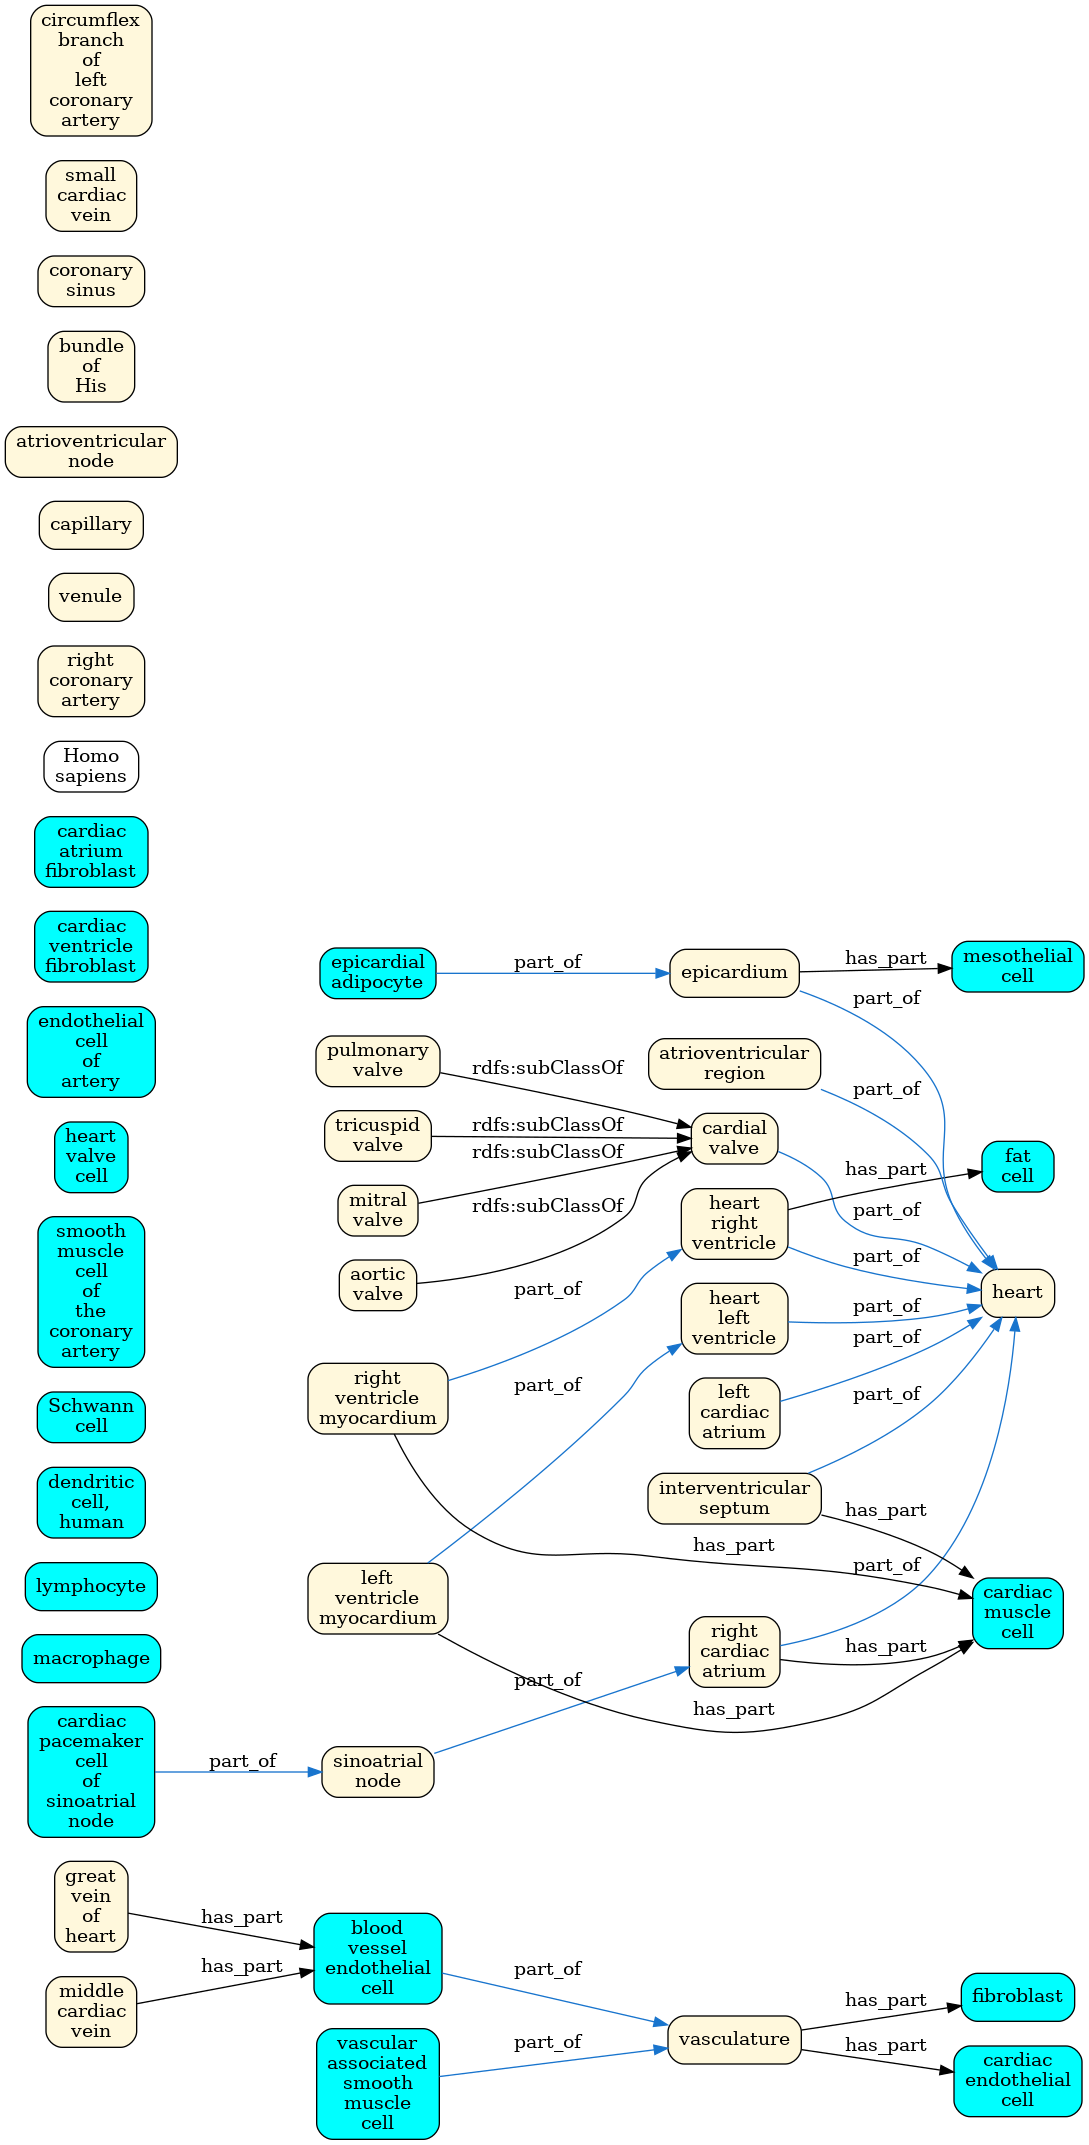 circumflex
branch
of
left
coronary
artery
small
cardiac
vein
coronary
sinus
bundle
of
His
atrioventricular
node
capillary
venule
right
coronary
artery
Homo
sapiens
cardiac
atrium
fibroblast
cardiac
ventricle
fibroblast
endothelial
cell
of
artery
heart
valve
cell
smooth
muscle
cell
of
the
coronary
artery
Schwann
cell
dendritic
cell,
human
lymphocyte
macrophage
cardiac
pacemaker
cell
of
sinoatrial
node
part_of
great
vein
of
heart
has_part
middle
cardiac
vein
has_part
epicardial
adipocyte
part_of
pulmonary
valve
rdfs:subClassOf
tricuspid
valve
rdfs:subClassOf
mitral
valve
rdfs:subClassOf
aortic
valve
rdfs:subClassOf
right
ventricle
myocardium
part_of
has_part
left
ventricle
myocardium
part_of
has_part
sinoatrial
node
part_of
blood
vessel
endothelial
cell
part_of
vascular
associated
smooth
muscle
cell
part_of
epicardium
has_part
part_of
atrioventricular
region
part_of
cardial
valve
part_of
heart
right
ventricle
has_part
part_of
heart
left
ventricle
part_of
left
cardiac
atrium
part_of
interventricular
septum
part_of
has_part
right
cardiac
atrium
part_of
has_part
vasculature
has_part
has_part
mesothelial
cell
fat
cell
heart
cardiac
muscle
cell
fibroblast
cardiac
endothelial
cell